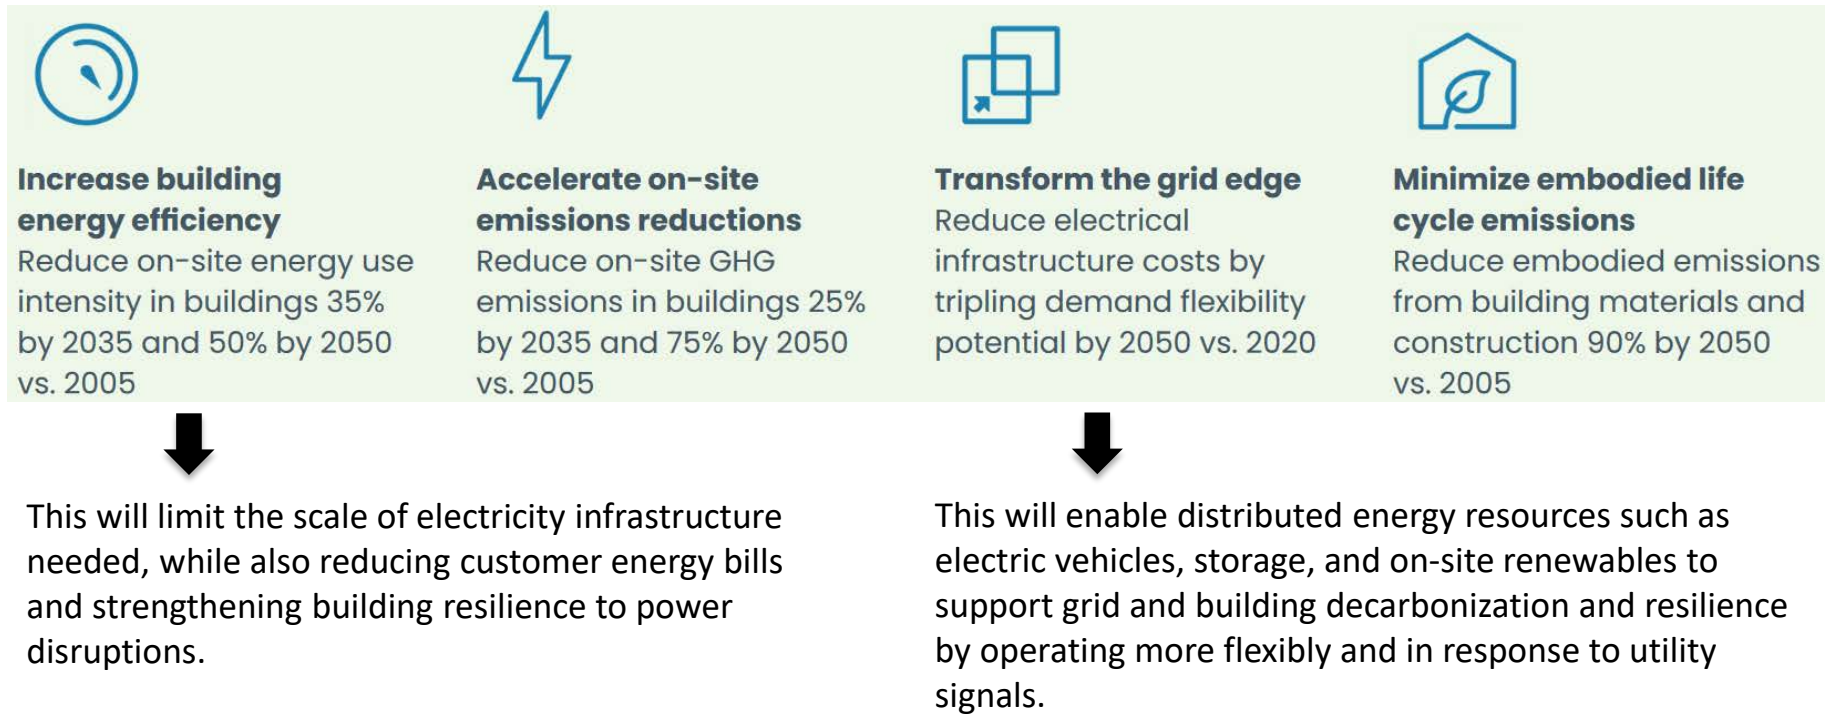 Increase building
energy efficiency
Reduce on-site energy use
intensity in buildings 35%
by 2035 and 50% by 2050
vs. 2005
Accelerate on-site
emissions reductions
Reduce on-site GHG
emissions in buildings 25%
by 2035 and 75% by 2050
vs. 2005
Transform the grid edge
Reduce electrical
infrastructure costs by
tripling demand flexibility
potential by 2050 vs. 2020
Minimize embodied life
cycle emissions
Reduce embodied emissions
from building materials and
construction 90% by 2050
vs. 2005
This will limit the scale of electricity infrastructure
needed, while also reducing customer energy bills
and strengthening building resilience to power
disruptions.
This will enable distributed energy resources such as
electric vehicles, storage, and on-site renewables to
support grid and building decarbonization and resilience
by operating more flexibly and in response to utility
signals.